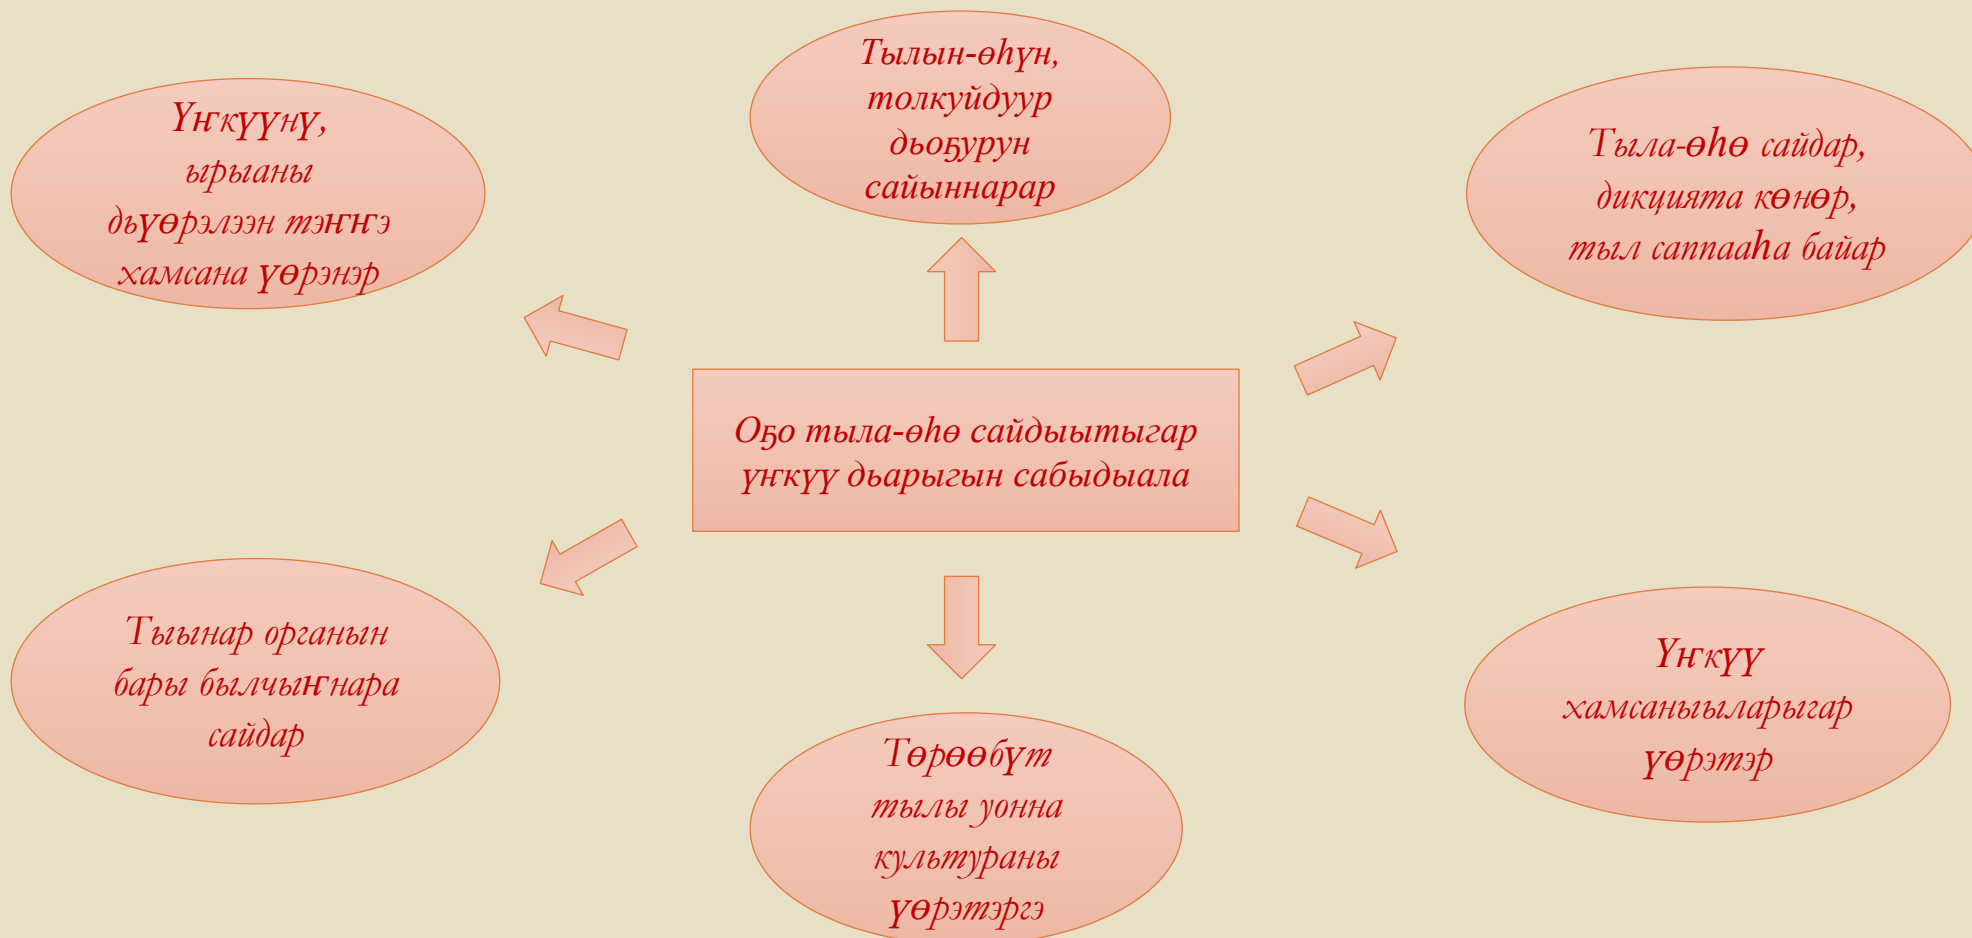 Тылын-өһүн,
толкуйдуур
дьоҕурун
сайыннарар
Үҥкүүнү,
ырыаны
дьүөрэлээн тэҥҥэ
хамсана үөрэнэр
Тыла-өһө сайдар,
дикцията көнөр,
тыл саппааһа байар
Оҕо тыла-өһө сайдыытыгар
үҥкүү дьарыгын сабыдыала
Тыынар органын
бары былчыҥнара
сайдар
Үҥкүү
хамсаныыларыгар
үөрэтэр
Төрөөбүт
тылы уонна
культураны
үөрэтэргэ